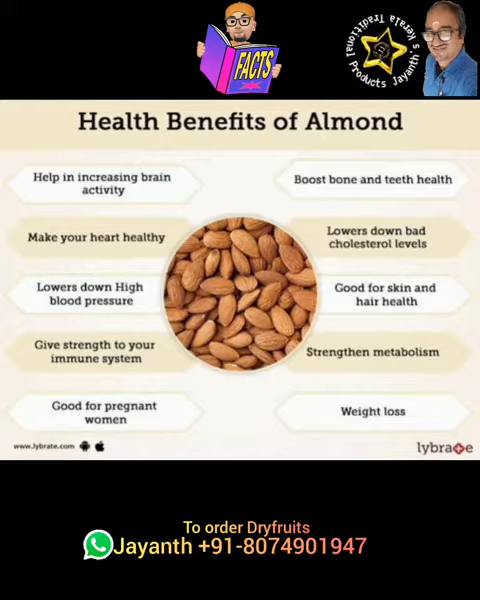 FACTS
Jayanth's Kerala Traditional Products
Health Benefits of Almond
Help in increasing brain
activity
Boost bone and teeth health
Make your heart healthy
Lowers down bad
cholesterol levels
Lowers down High
blood pressure
Good for skin and
hair health
Give strength to your
immune system
Strengthen metabolism
Good for pregnant
women
Weight loss
www.lybrate.com
lybrate
To order Dryfruits
Jayanth +91-8074901947